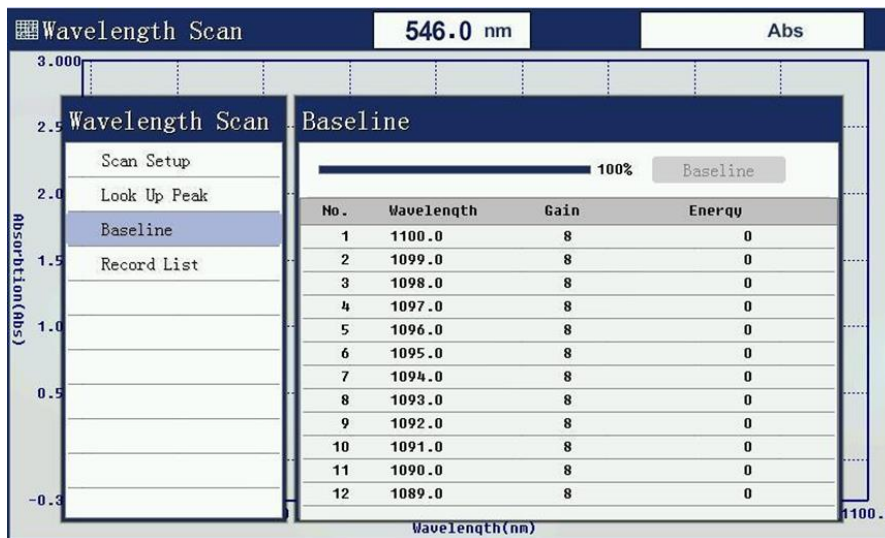 Wavelength Scan 546.0 nm Abs
3.000
2.5
2.0
1.5
1.0
0.5
-0.3
Absorbtion(Abs)
Wavelength Scan
Scan Setup
Look Up Peak
Baseline
Record List
Baseline
100% Baseline
No. Wavelength Gain Energy
1 1100.0 8 0
2 1099.0 8 0
3 1098.0 8 0
4 1097.0 8 0
5 1096.0 8 0
6 1095.0 8 0
7 1094.0 8 0
8 1093.0 8 0
9 1092.0 8 0
10 1091.0 8 0
11 1090.0 8 0
12 1089.0 8 0
1100.
Wavelength(nm)